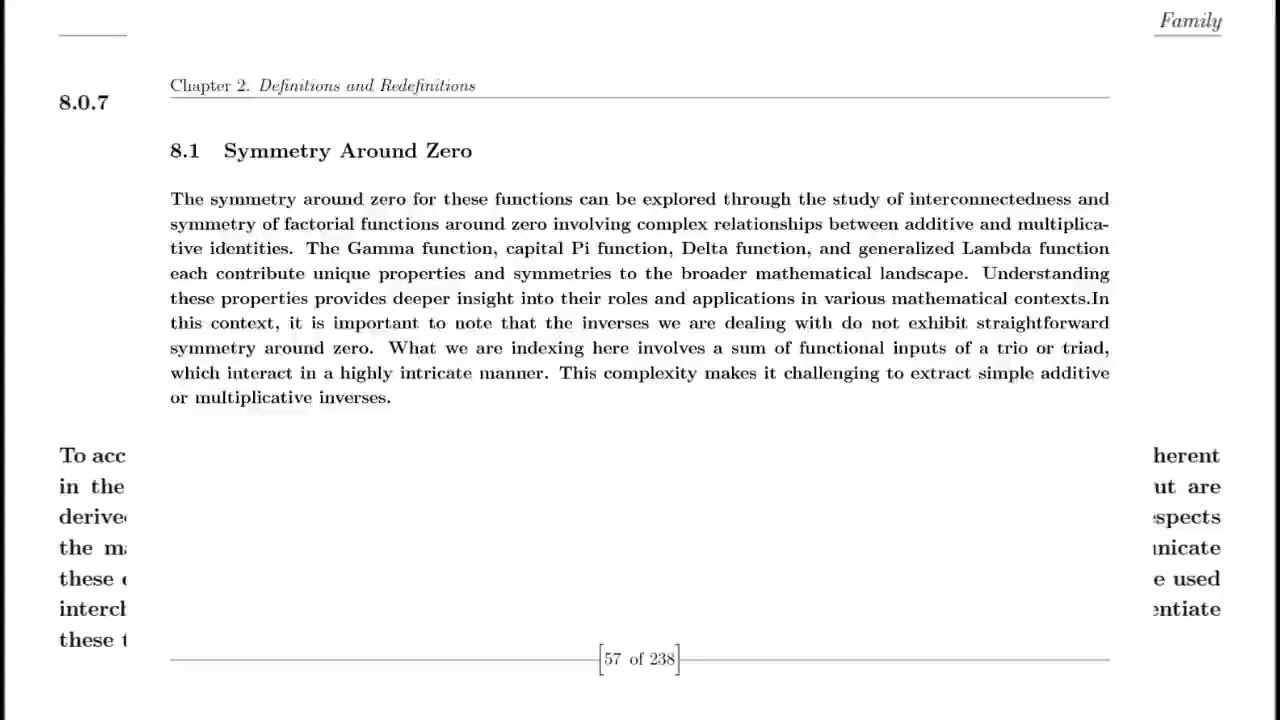 Family
Chapter 2. Definitions and Redefinitions
8.0.7
8.1 Symmetry Around Zero
The symmetry around zero for these functions can be explored through the study of interconnectedness and
symmetry of factorial functions around zero involving complex relationships between additive and multiplica-
tive identities. The Gamma function, capital Pi function, Delta function, and generalized Lambda function
each contribute unique properties and symmetries to the broader mathematical landscape. Understanding
these properties provides deeper insight into their roles and applications in various mathematical contexts.In
this context, it is important to note that the inverses we are dealing with do not exhibit straightforward
symmetry around zero. What we are indexing here involves a sum of functional inputs of a trio or triad,
which interact in a highly intricate manner. This complexity makes it challenging to extract simple additive
or multiplicative inverses.
To acc herent
in the ut are
derive spects
the m nicate
these e used
interch entiate
these t
[57 of 238]